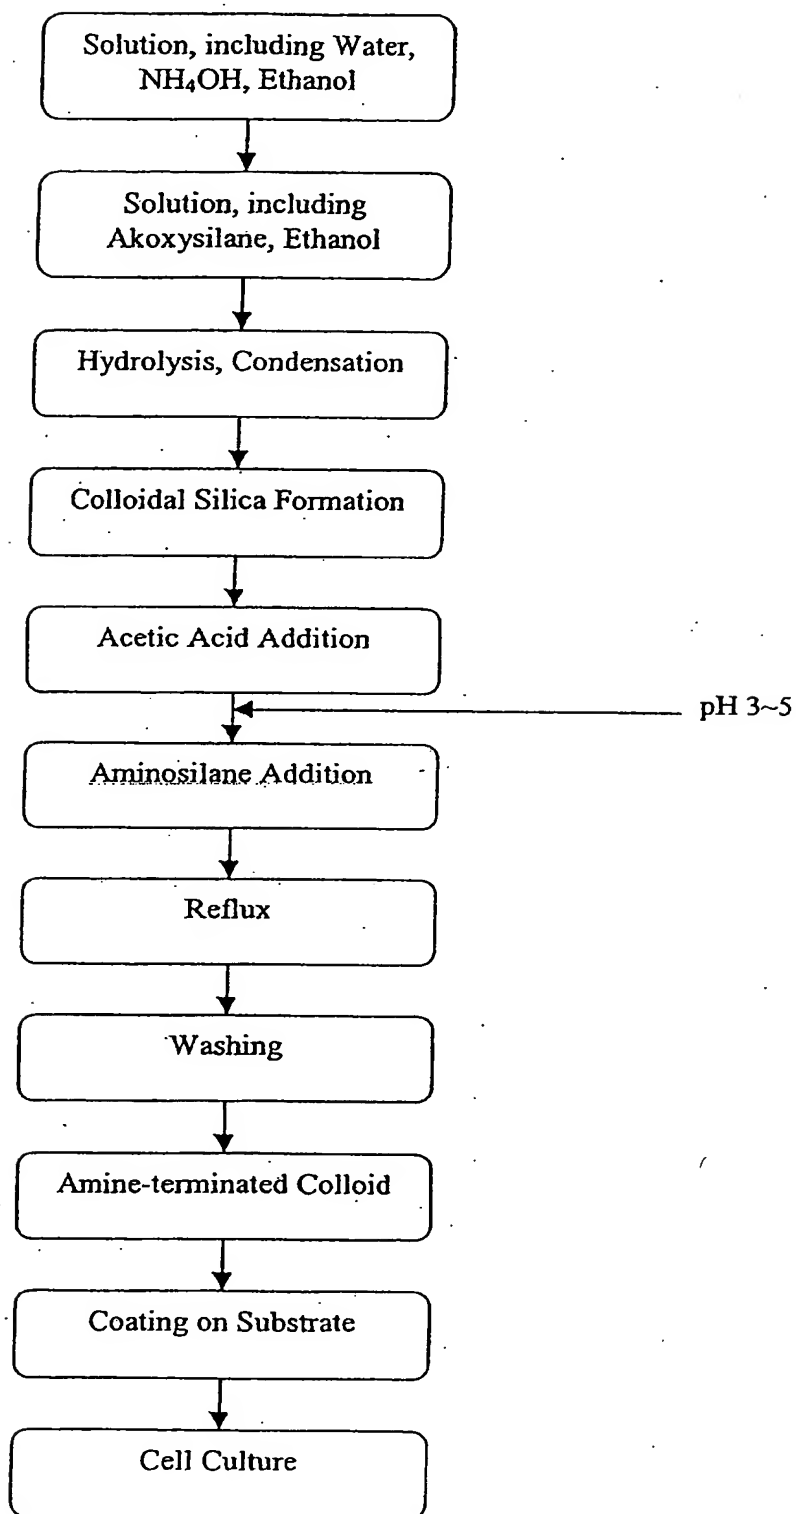 Solution, including Water,
NH₄OH, Ethanol
Solution, including
Akoxysilane, Ethanol
Hydrolysis, Condensation
Colloidal Silica Formation
Acetic Acid Addition
pH 3~5
Aminosilane Addition
Reflux
Washing
Amine-terminated Colloid
Coating on Substrate
Cell Culture